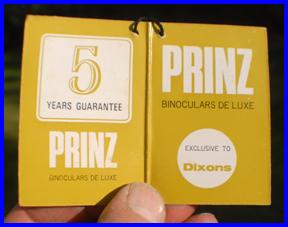 5
YEARS GUARANTEE
PRINZ
BINOCULARS DE LUXE
PRINZ
BINOCULARS DE LUXE
EXCLUSIVE TO
Dixons